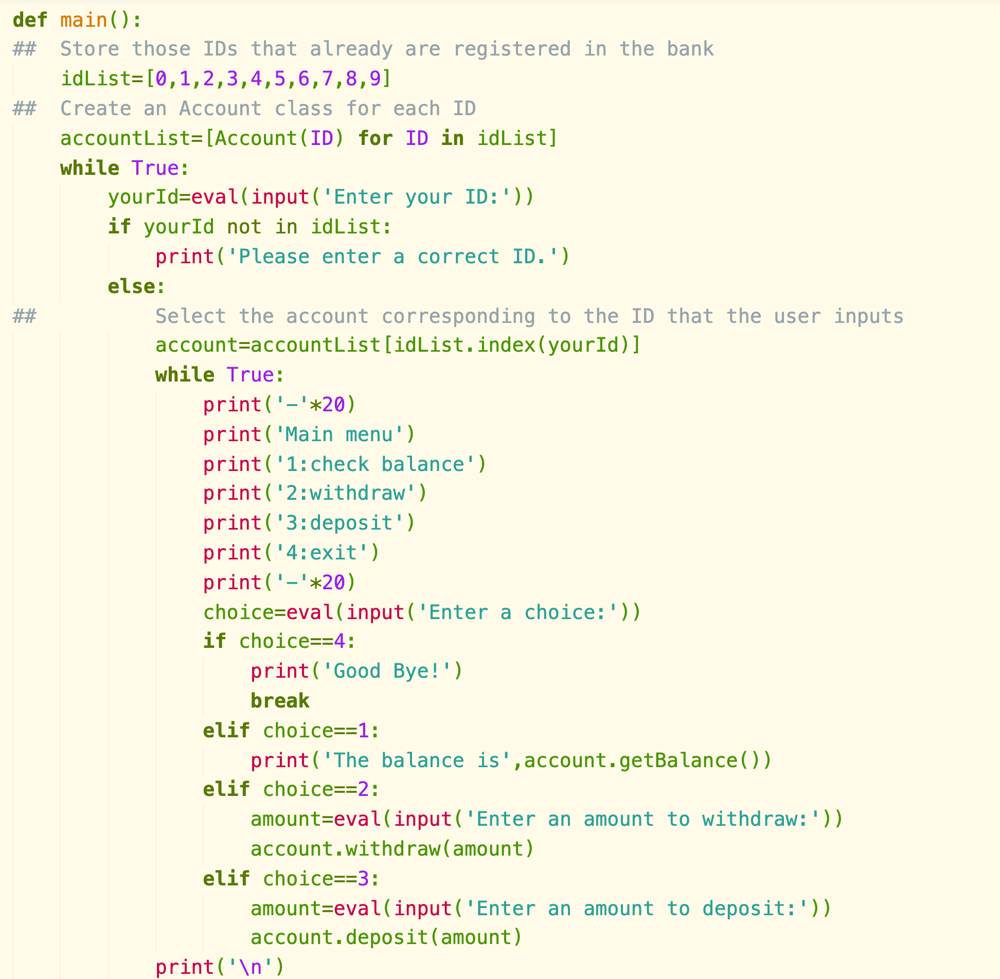 def main():
##  Store those IDs that already are registered in the bank
    idList=[0,1,2,3,4,5,6,7,8,9]
##  Create an Account class for each ID
    accountList=[Account(ID) for ID in idList]
    while True:
        yourId=eval(input('Enter your ID:'))
        if yourId not in idList:
            print('Please enter a correct ID.')
        else:
##          Select the account corresponding to the ID that the user inputs
            account=accountList[idList.index(yourId)]
            while True:
                print('-'*20)
                print('Main menu')
                print('1:check balance')
                print('2:withdraw')
                print('3:deposit')
                print('4:exit')
                print('-'*20)
                choice=eval(input('Enter a choice:'))
                if choice==4:
                    print('Good Bye!')
                    break
                elif choice==1:
                    print('The balance is',account.getBalance())
                elif choice==2:
                    amount=eval(input('Enter an amount to withdraw:'))
                    account.withdraw(amount)
                elif choice==3:
                    amount=eval(input('Enter an amount to deposit:'))
                    account.deposit(amount)
            print('\n')